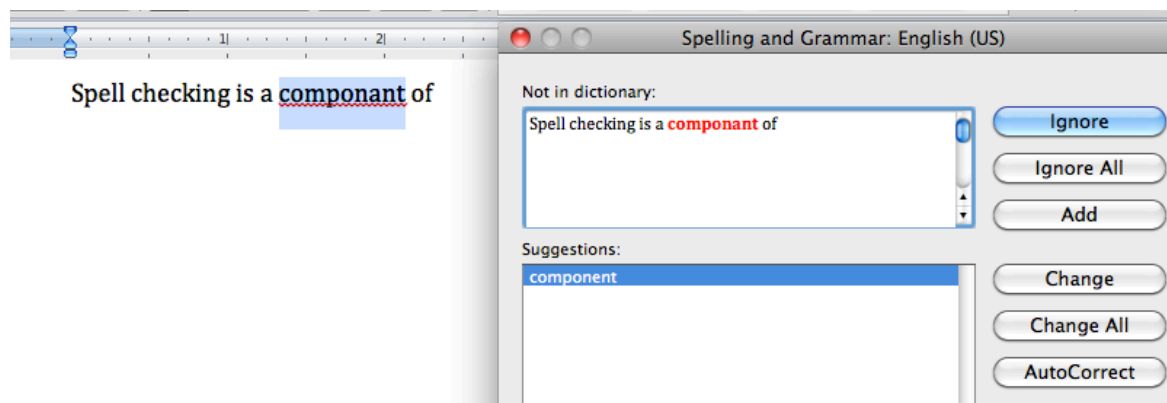 1 2
Spell checking is a componant of
Spelling and Grammar: English (US)
Not in dictionary:
Spell checking is a componant of
Ignore
Ignore All
Add
Suggestions:
component
Change
Change All
AutoCorrect